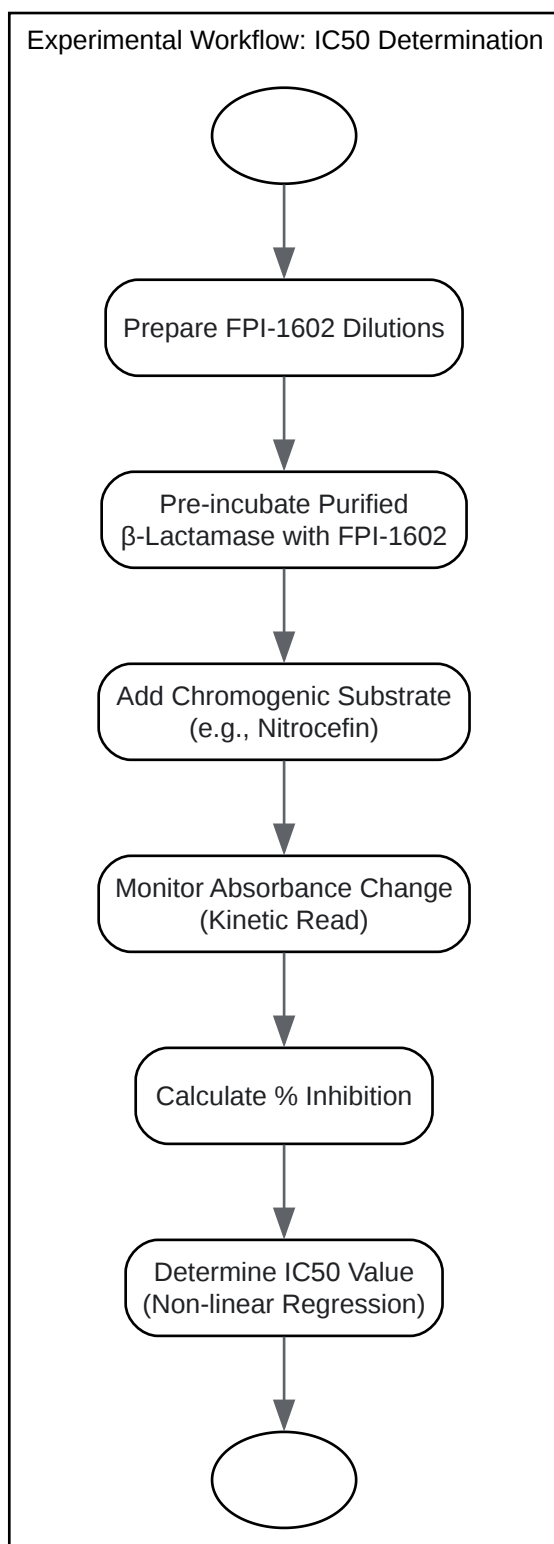 Experimental Workflow: IC50 Determination
Prepare FPI-1602 Dilutions
Pre-incubate Purified
β-Lactamase with FPI-1602
Add Chromogenic Substrate
(e.g., Nitrocefin)
Monitor Absorbance Change
(Kinetic Read)
Calculate % Inhibition
Determine IC50 Value
(Non-linear Regression)